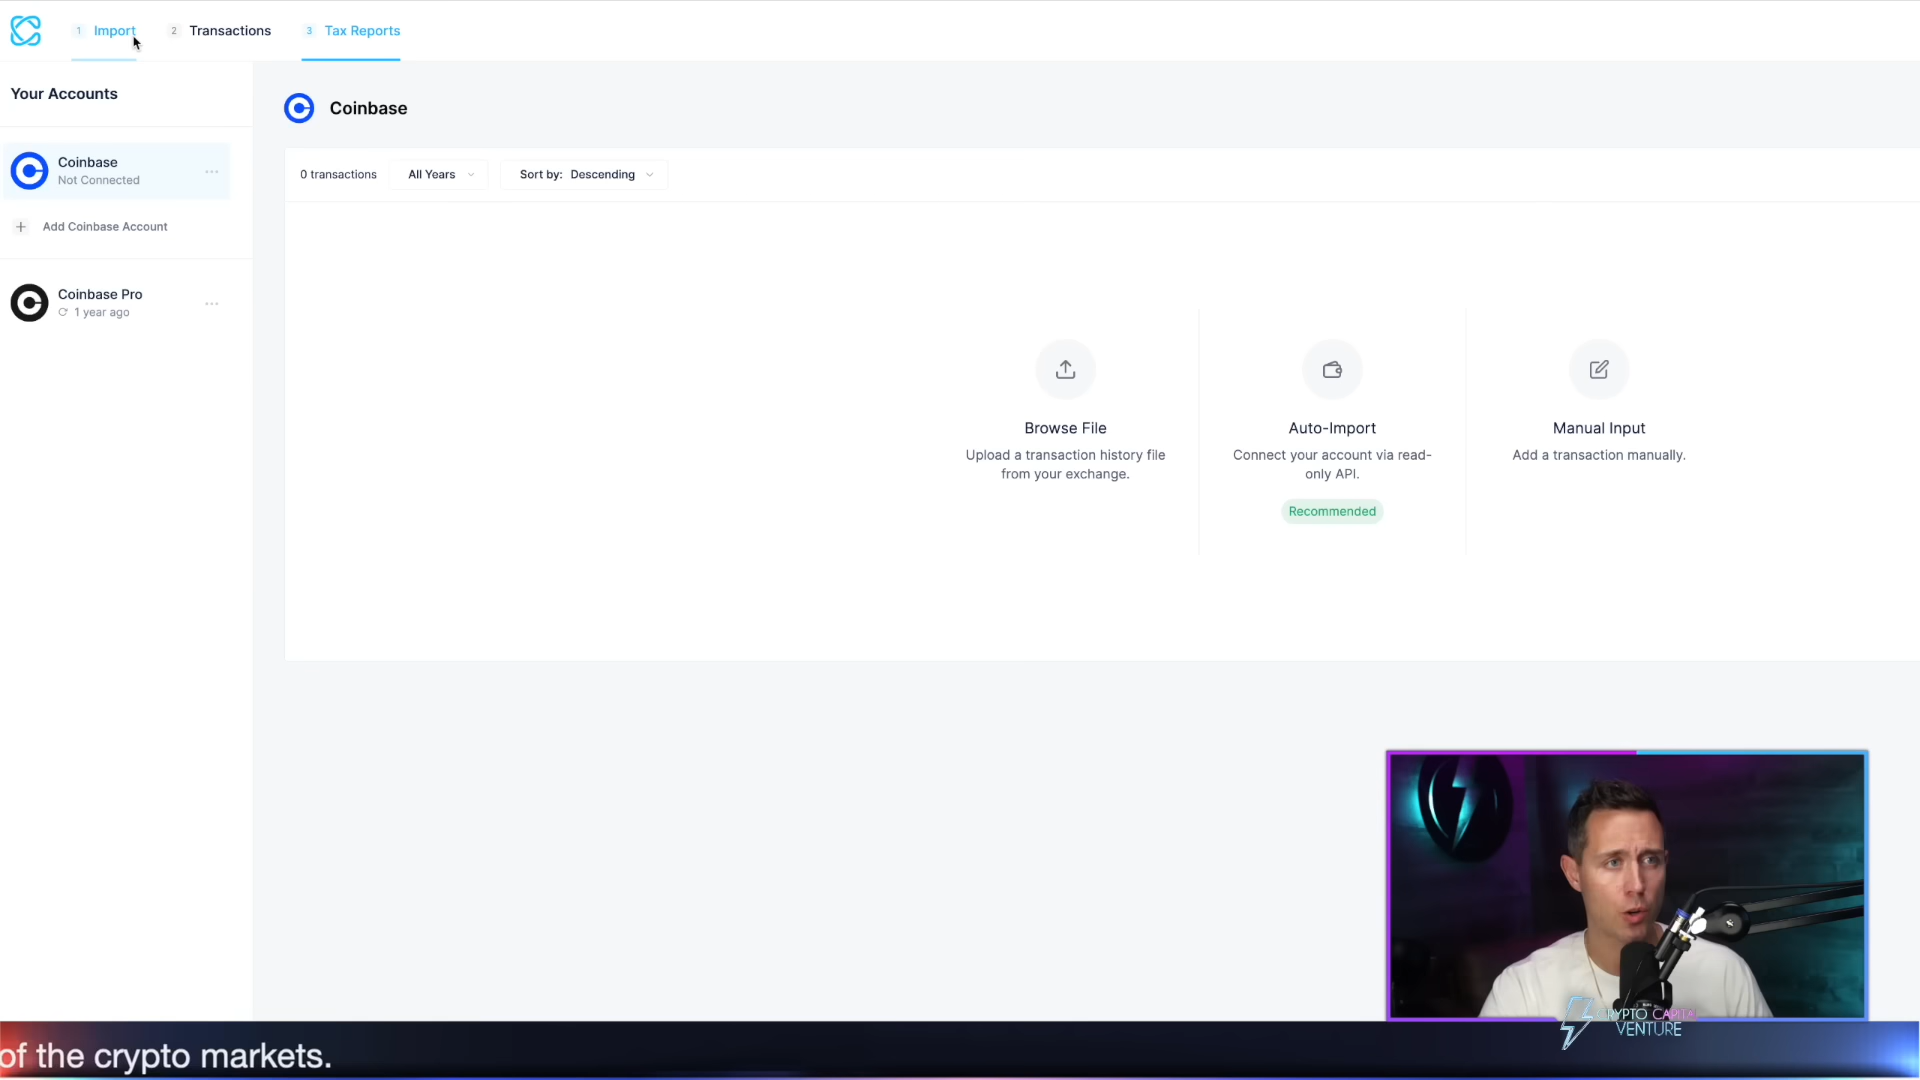 1 Import
2 Transactions
3 Tax Reports
Your Accounts
Coinbase
Not Connected
Add Coinbase Account
Coinbase Pro
1 year ago
Coinbase
0 transactions
All Years
Sort by: Descending
Browse File
Upload a transaction history file
from your exchange.
Auto-Import
Connect your account via read-
only API.
Recommended
Manual Input
Add a transaction manually.
CRYPTO CAPITAL
VENTURE
of the crypto markets.